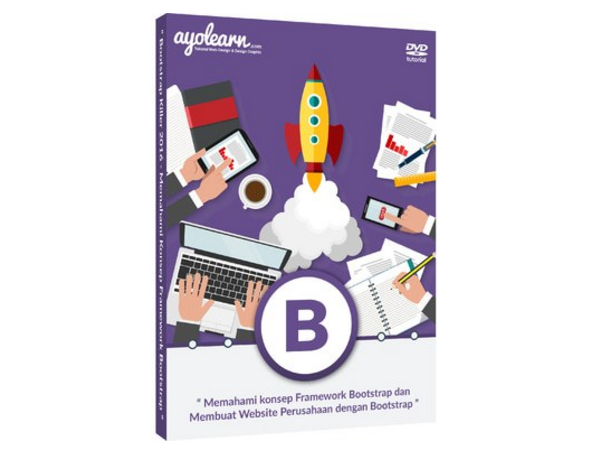 ayolearn.com
Tutorial Web Design & Design Graphis
DVD
tutorial
" Bootstrap Killer 2016 - Memahami Konsep Framework Bootstrap "
B
" Memahami konsep Framework Bootstrap dan
Membuat Website Perusahaan dengan Bootstrap "